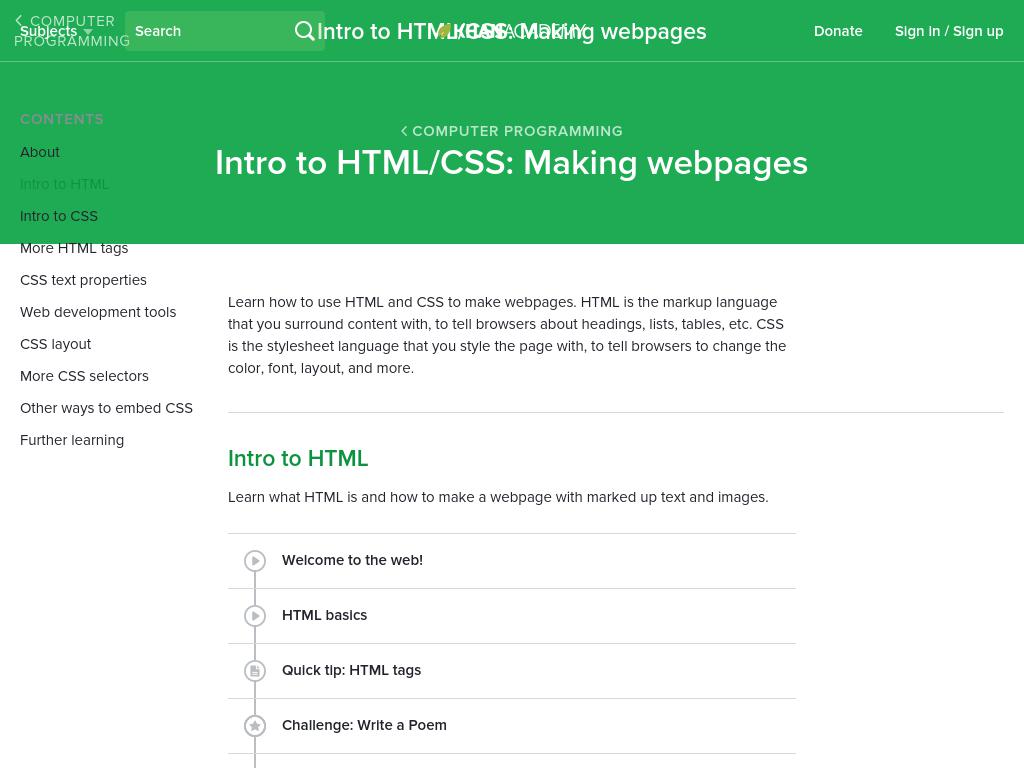 COMPUTER
PROGRAMMING
Subjects
Search
Intro to HTML/CSS: Making webpages
KHANACADEMY
Donate
Sign in / Sign up
COMPUTER PROGRAMMING
Intro to HTML/CSS: Making webpages
CONTENTS
About
Intro to HTML
Intro to CSS
More HTML tags
CSS text properties
Web development tools
CSS layout
More CSS selectors
Other ways to embed CSS
Further learning
Learn how to use HTML and CSS to make webpages. HTML is the markup language
that you surround content with, to tell browsers about headings, lists, tables, etc. CSS
is the stylesheet language that you style the page with, to tell browsers to change the
color, font, layout, and more.
Intro to HTML
Learn what HTML is and how to make a webpage with marked up text and images.
Welcome to the web!
HTML basics
Quick tip: HTML tags
Challenge: Write a Poem